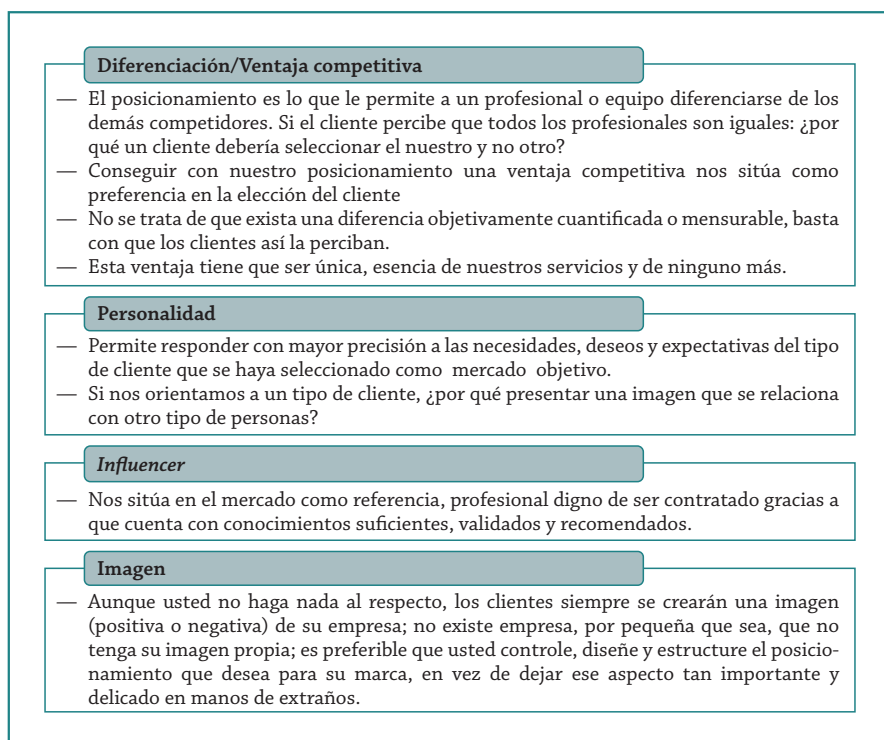 Diferenciación/Ventaja competitiva
— El posicionamiento es lo que le permite a un profesional o equipo diferenciarse de los
demás competidores. Si el cliente percibe que todos los profesionales son iguales: ¿por
qué un cliente debería seleccionar el nuestro y no otro?
— Conseguir con nuestro posicionamiento una ventaja competitiva nos sitúa como
preferencia en la elección del cliente
— No se trata de que exista una diferencia objetivamente cuantificada o mensurable, basta
con que los clientes así la perciban.
— Esta ventaja tiene que ser única, esencia de nuestros servicios y de ninguno más.
Personalidad
— Permite responder con mayor precisión a las necesidades, deseos y expectativas del tipo
de cliente que se haya seleccionado como mercado objetivo.
— Si nos orientamos a un tipo de cliente, ¿por qué presentar una imagen que se relaciona
con otro tipo de personas?
Influencer
— Nos sitúa en el mercado como referencia, profesional digno de ser contratado gracias a
que cuenta con conocimientos suficientes, validados y recomendados.
Imagen
— Aunque usted no haga nada al respecto, los clientes siempre se crearán una imagen
(positiva o negativa) de su empresa; no existe empresa, por pequeña que sea, que no
tenga su imagen propia; es preferible que usted controle, diseñe y estructure el posicio-
namiento que desea para su marca, en vez de dejar ese aspecto tan importante y
delicado en manos de extraños.